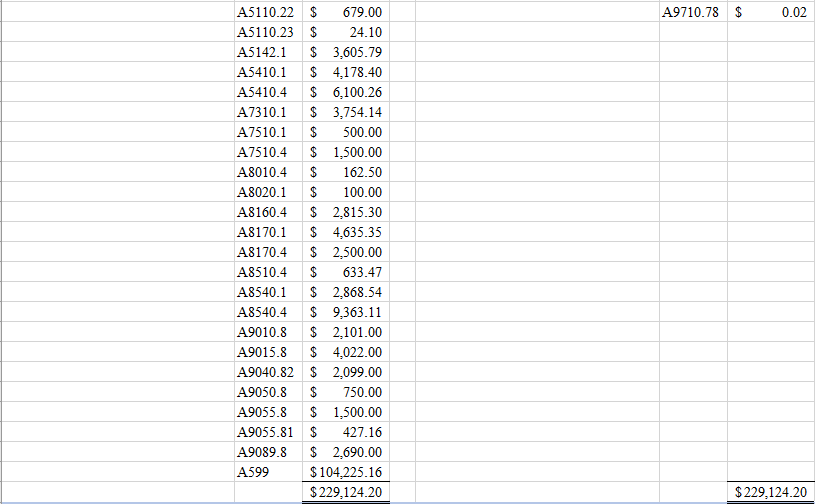 A5110.22 $ 679.00 A9710.78 $ 0.02
A5110.23 $ 24.10
A5142.1 $ 3,605.79
A5410.1 $ 4,178.40
A5410.4 $ 6,100.26
A7310.1 $ 3,754.14
A7510.1 $ 500.00
A7510.4 $ 1,500.00
A8010.4 $ 162.50
A8020.1 $ 100.00
A8160.4 $ 2,815.30
A8170.1 $ 4,635.35
A8170.4 $ 2,500.00
A8510.4 $ 633.47
A8540.1 $ 2,868.54
A8540.4 $ 9,363.11
A9010.8 $ 2,101.00
A9015.8 $ 4,022.00
A9040.82 $ 2,099.00
A9050.8 $ 750.00
A9055.8 $ 1,500.00
A9055.81 $ 427.16
A9089.8 $ 2,690.00
A599 $104,225.16
$229,124.20 $229,124.20